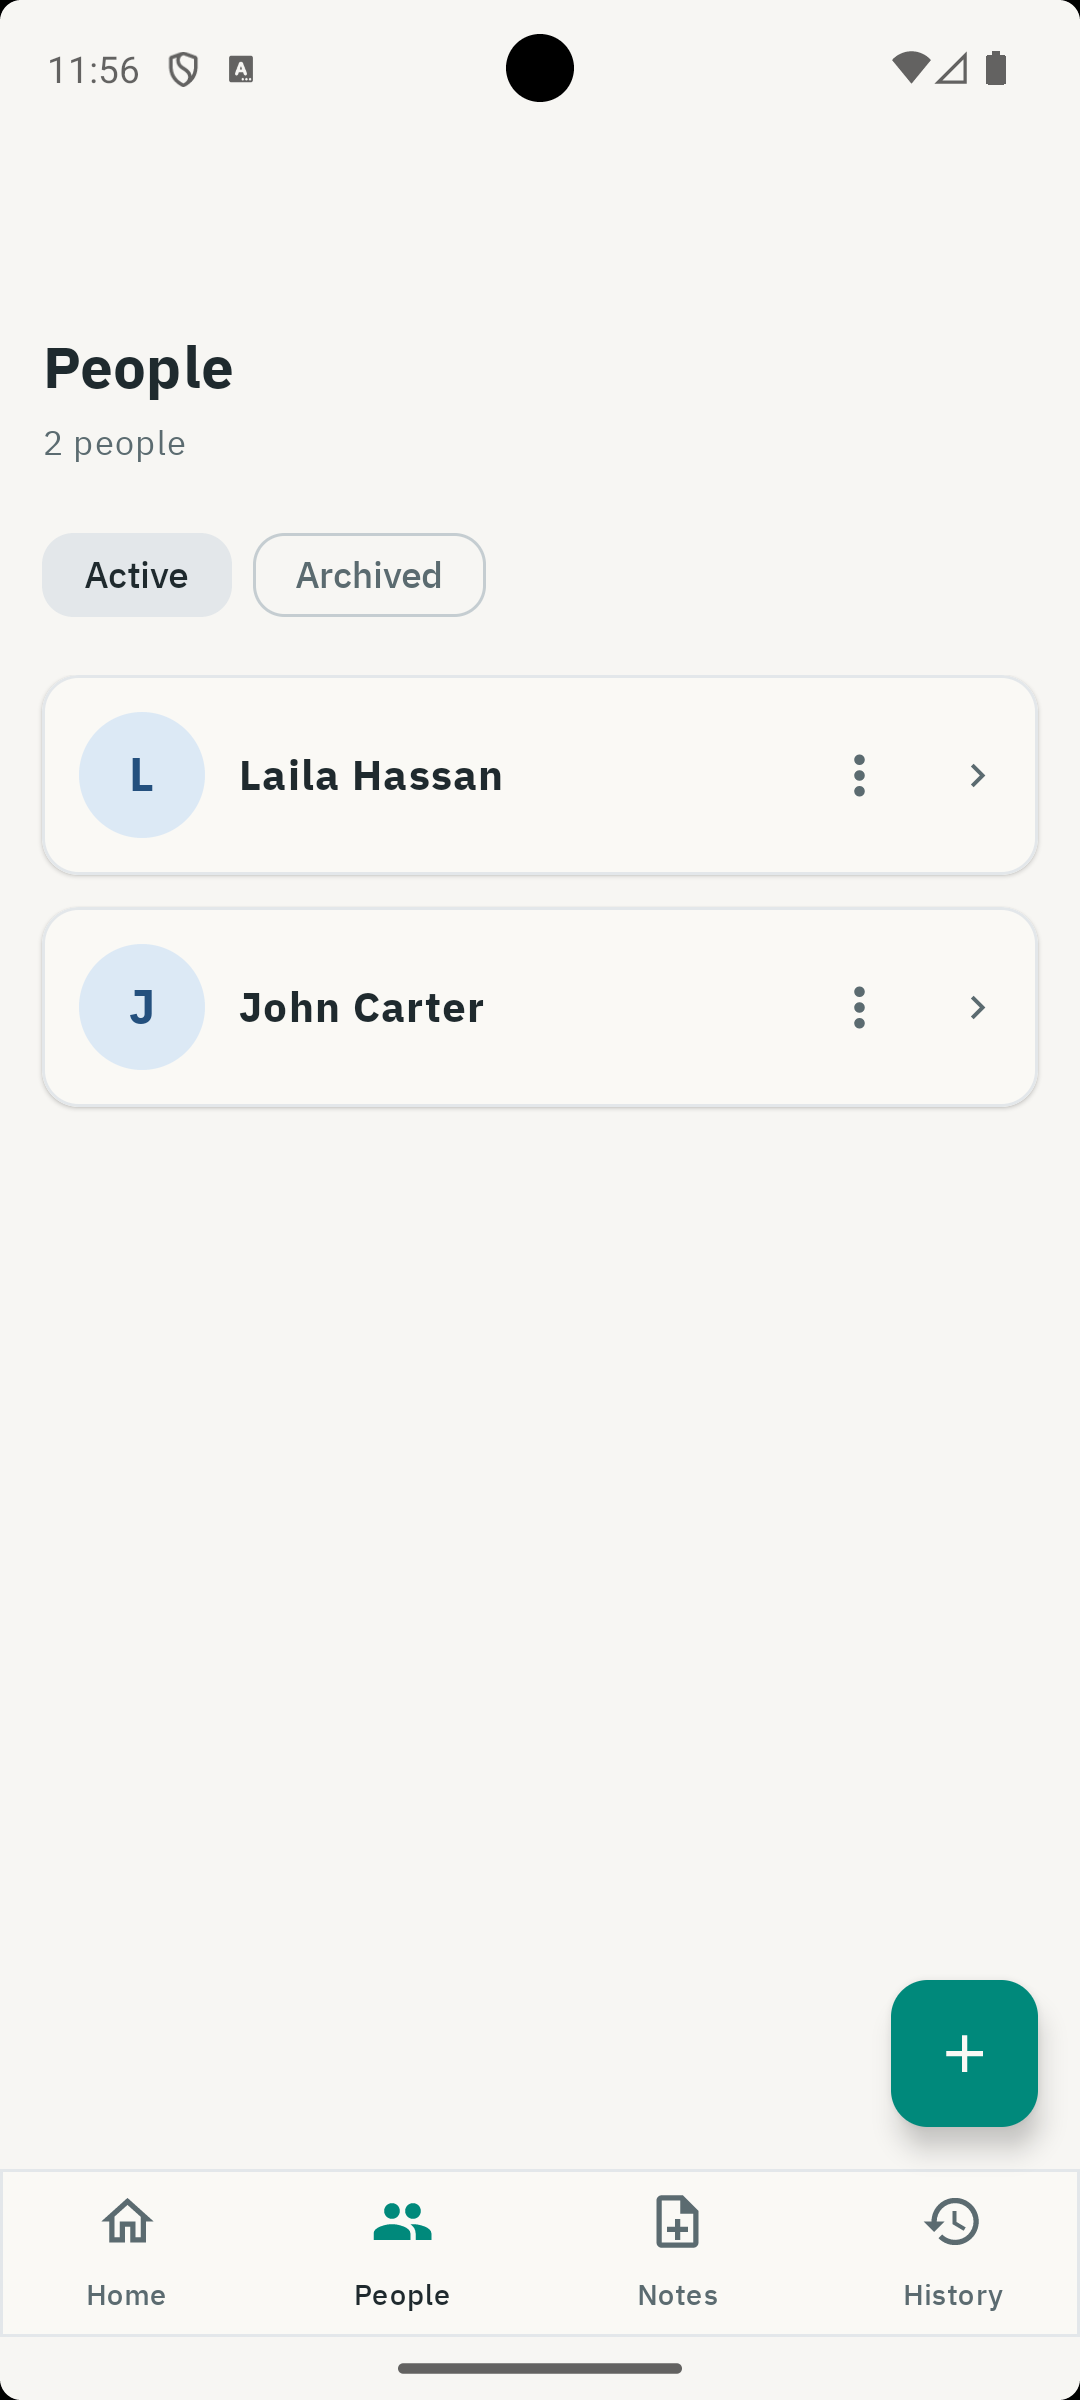 11:56
People
2 people
Active
Archived
L
Laila Hassan
J
John Carter
Home
People
Notes
History